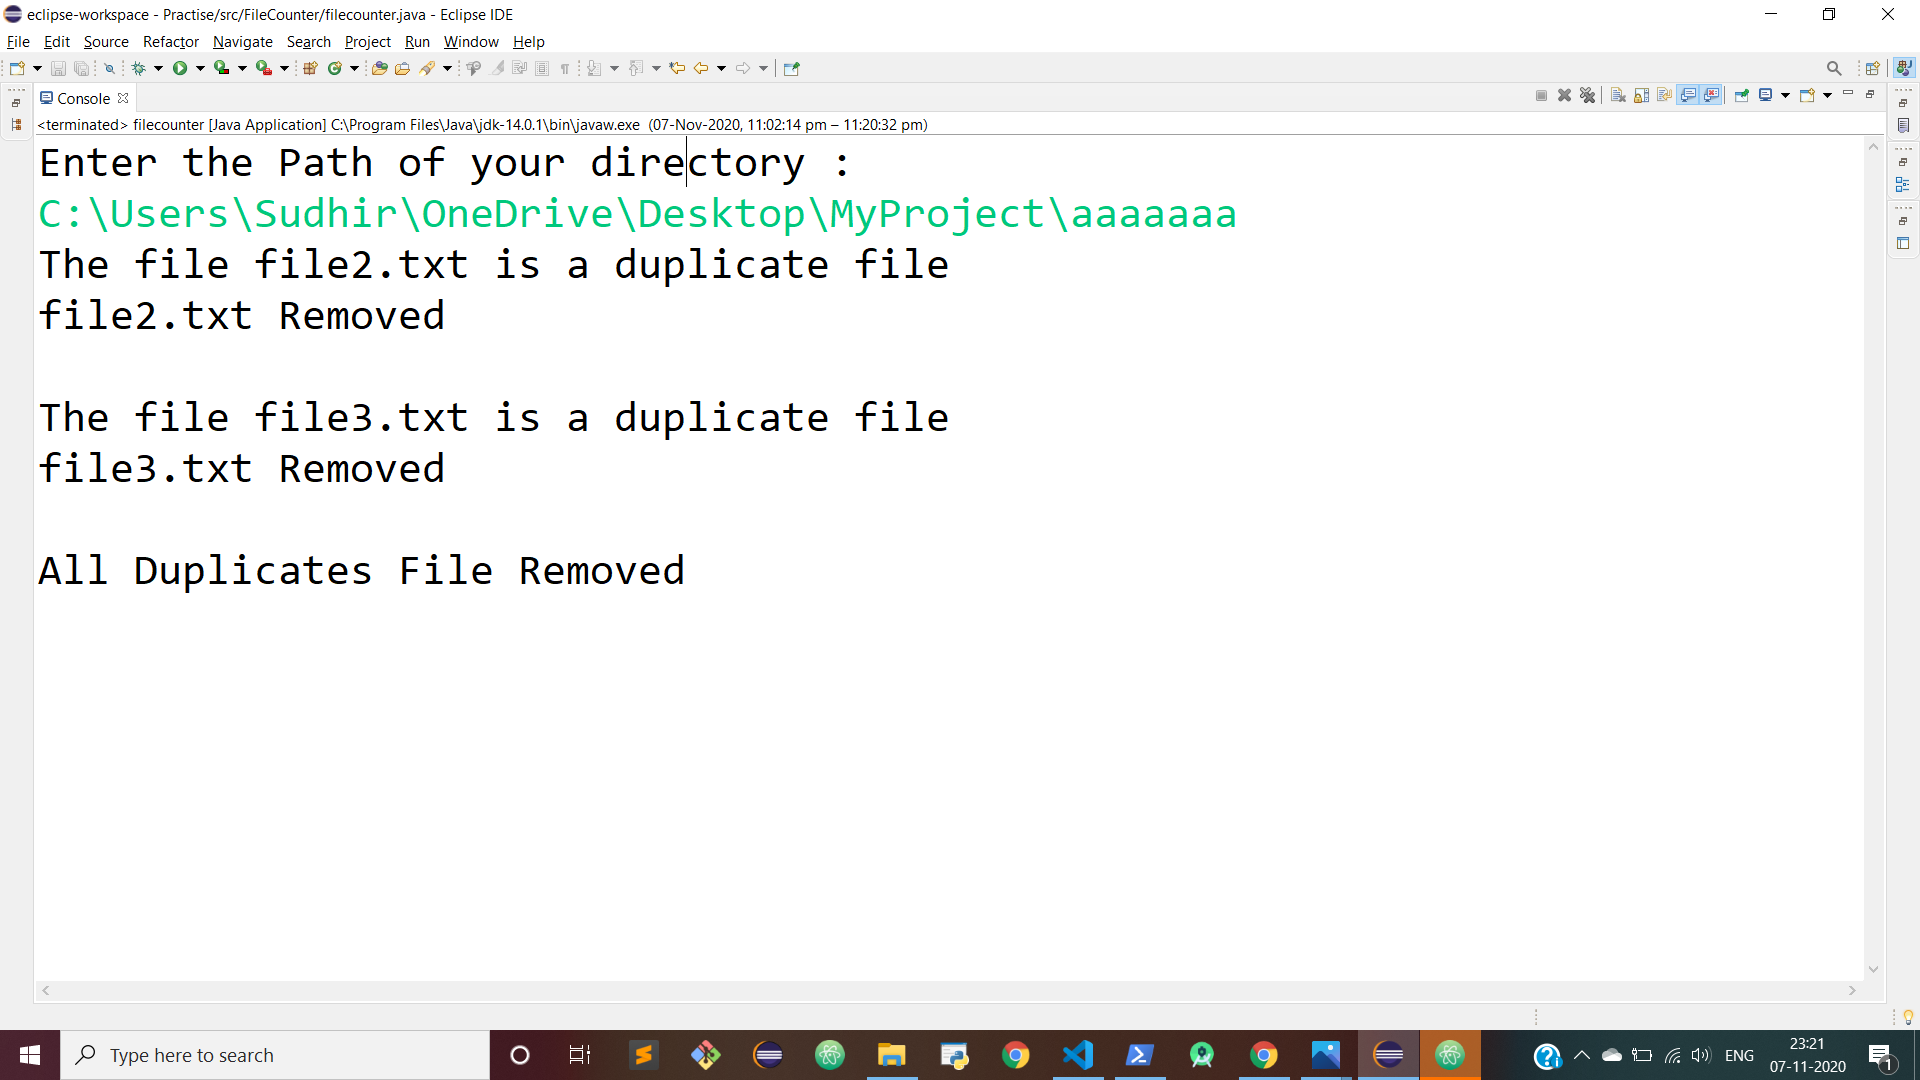 eclipse-workspace - Practise/src/FileCounter/filecounter.java - Eclipse IDE
File Edit Source Refactor Navigate Search Project Run Window Help
Console
<terminated> filecounter [Java Application] C:\Program Files\Java\jdk-14.0.1\bin\javaw.exe (07-Nov-2020, 11:02:14 pm – 11:20:32 pm)
Enter the Path of your directory :
C:\Users\Sudhir\OneDrive\Desktop\MyProject\aaaaaaa
The file file2.txt is a duplicate file
file2.txt Removed
The file file3.txt is a duplicate file
file3.txt Removed
All Duplicates File Removed
Type here to search
ENG
23:21
07-11-2020
1